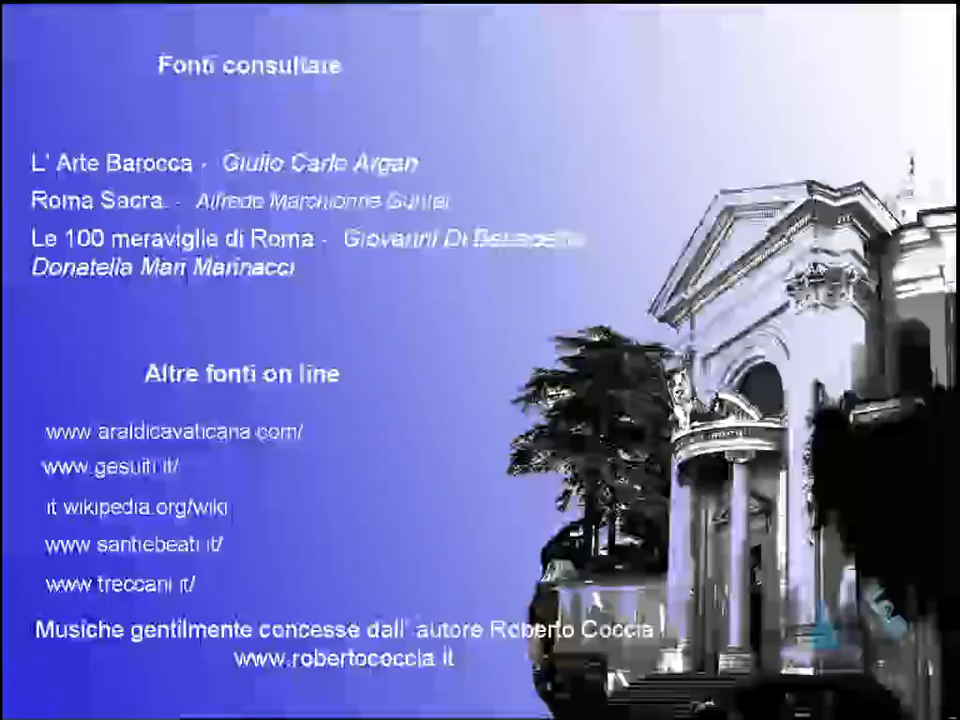 Fonti consultate
L' Arte Barocca - Giulio Carlo Argan
Roma Sacra - Alfredo Marchionne Gunter
Le 100 meraviglie di Roma - Giovanni Di Benedetto
Donatella Mari Marinacci
Altre fonti on line
www.araldicavaticana.com/
www.gesuiti.it/
it.wikipedia.org/wiki
www.santiebeati.it/
www.treccani.it/
Musiche gentilmente concesse dall' autore Roberto Coccia
www.robertococcia.it